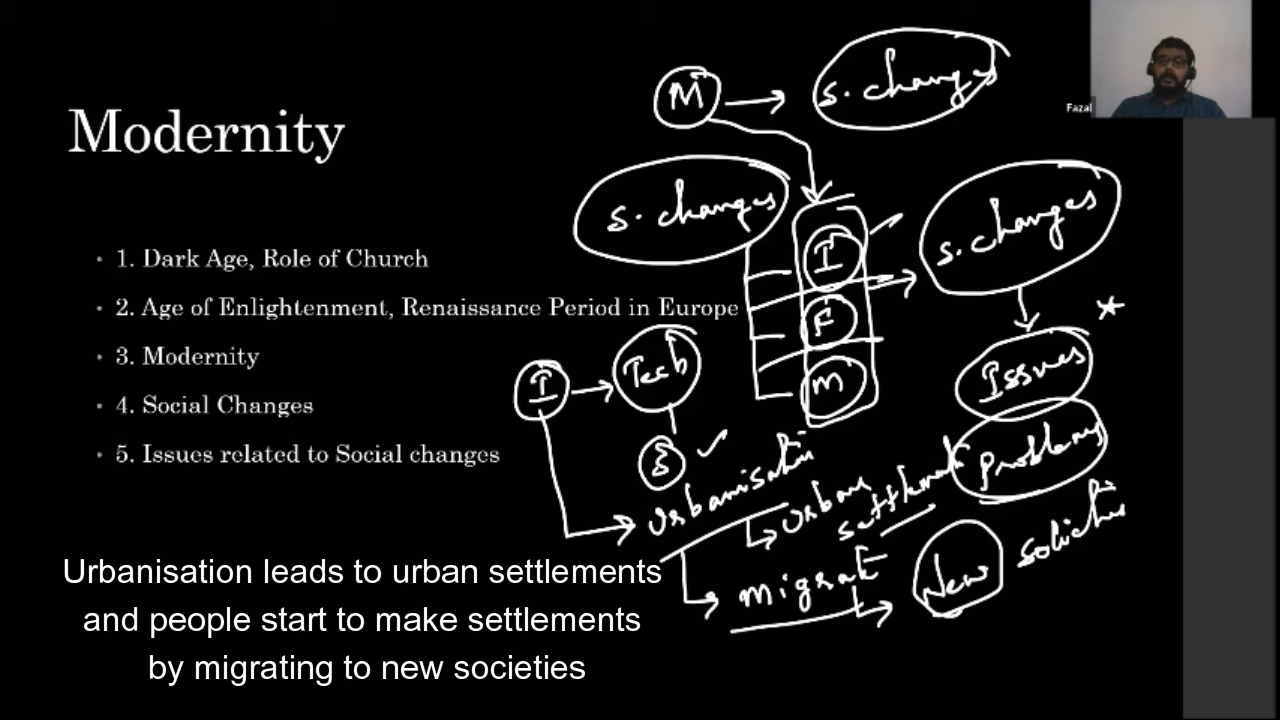 Modernity
• 1. Dark Age, Role of Church
• 2. Age of Enlightenment, Renaissance Period in Europe
• 3. Modernity
• 4. Social Changes
• 5. Issues related to Social changes
M
s. changes
s. changes
I
F
M
s. changes
Issues
Problems
I
Tech
S
Urbanisation
Urban
settlement
migrate
New
Fazal
Urbanisation leads to urban settlements
and people start to make settlements
by migrating to new societies